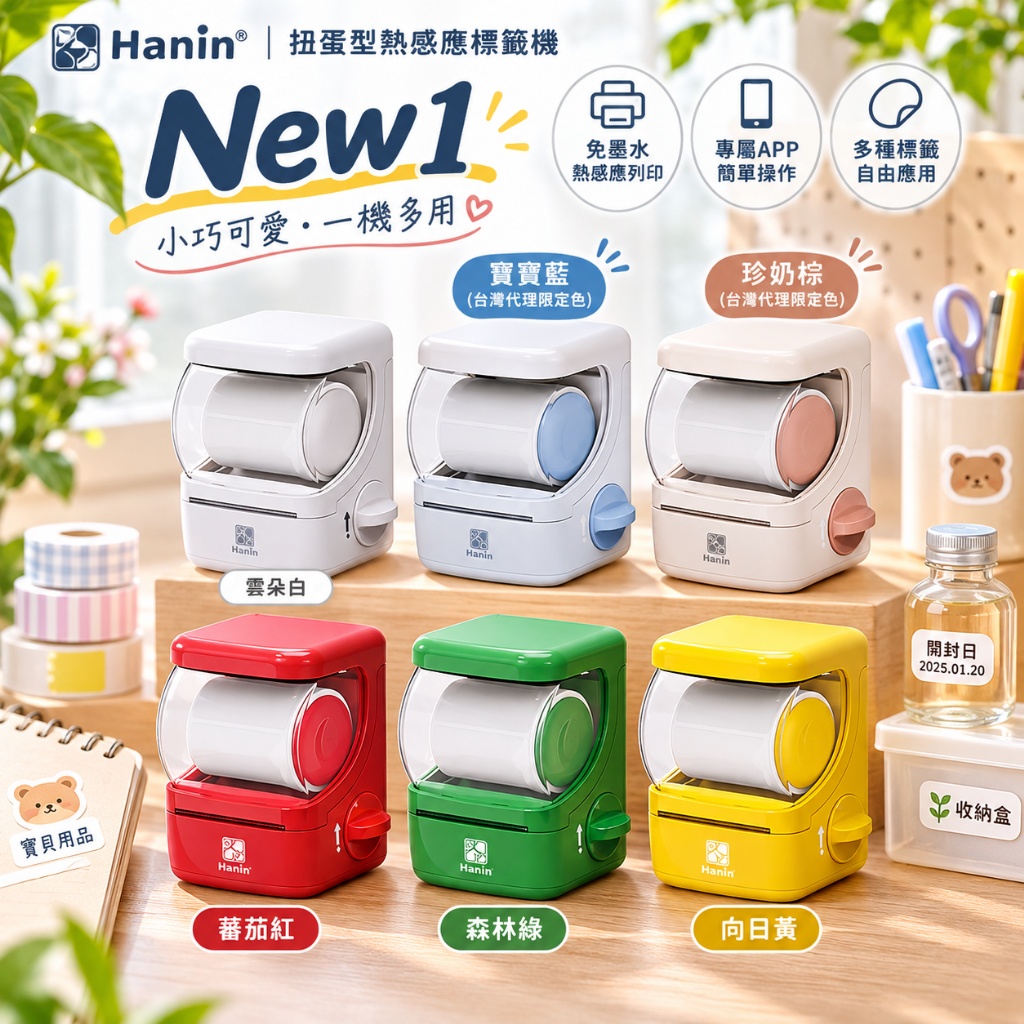 Hanin® | 扭蛋型熱感應標籤機
New1
小巧可愛・一機多用
免墨水
熱感應列印
專屬APP
簡單操作
多種標籤
自由應用
寶寶藍
(台灣代理限定色)
珍奶棕
(台灣代理限定色)
Hanin
Hanin
Hanin
雲朵白
開封日
2025.01.20
收納盒
寶貝用品
Hanin
Hanin
Hanin
蕃茄紅
森林綠
向日黃